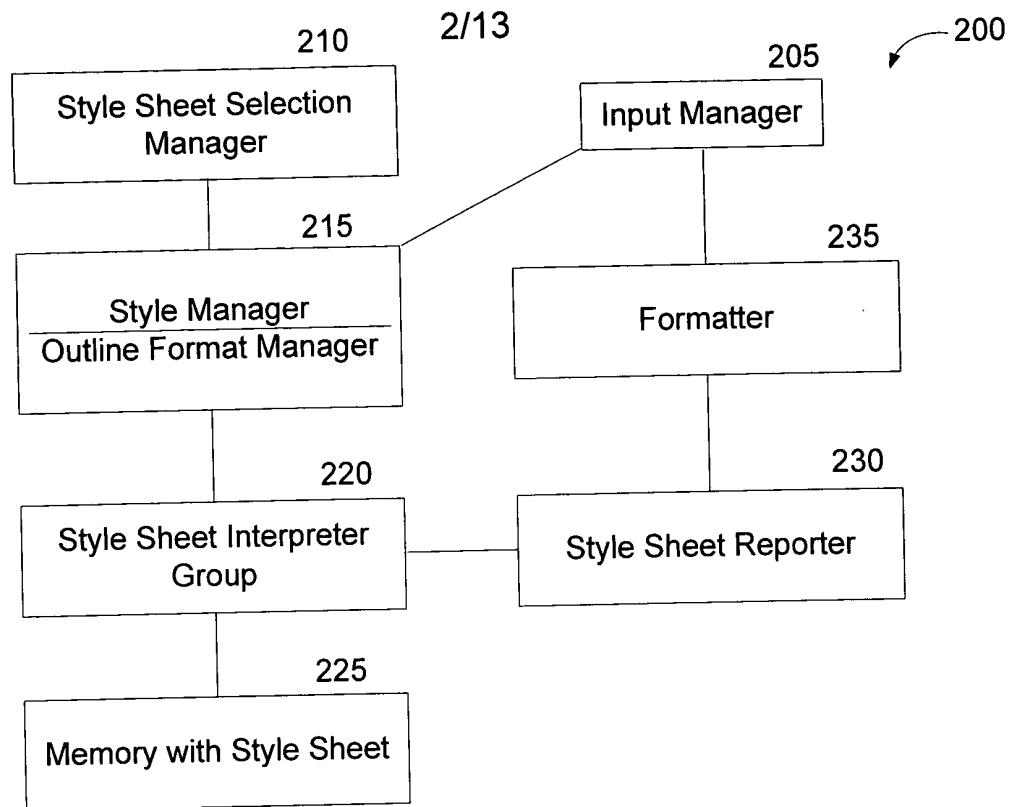 2/13
200
210
Style Sheet Selection
Manager
205
Input Manager
215
Style Manager
Outline Format Manager
235
Formatter
220
Style Sheet Interpreter
Group
230
Style Sheet Reporter
225
Memory with Style Sheet